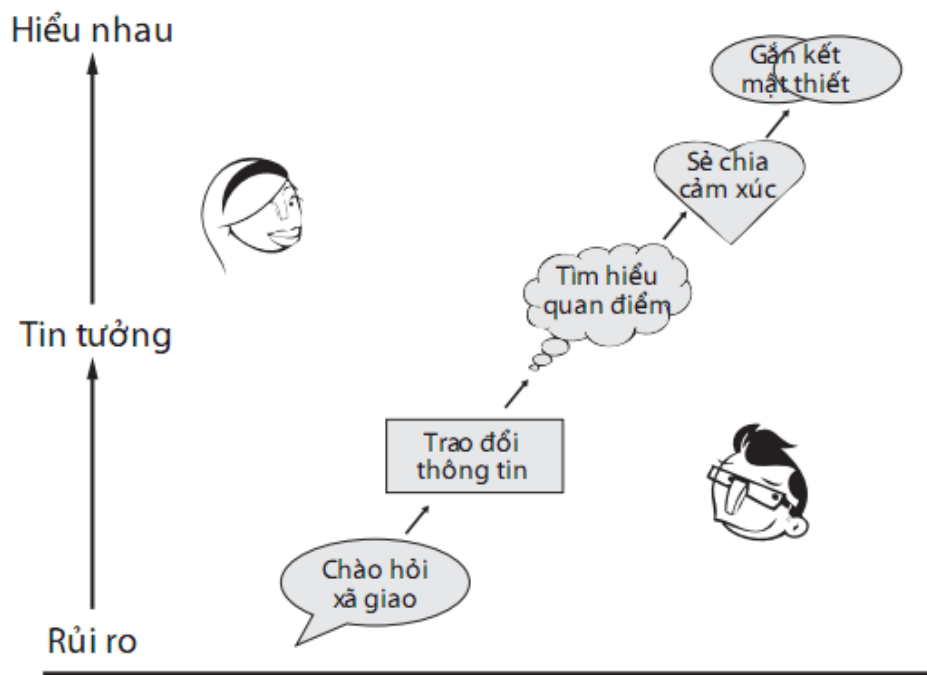 Hiểu nhau
Gắn kết
mật thiết
Sẻ chia
cảm xúc
Tìm hiểu
quan điểm
Tin tưởng
Trao đổi
thông tin
Chào hỏi
xã giao
Rủi ro